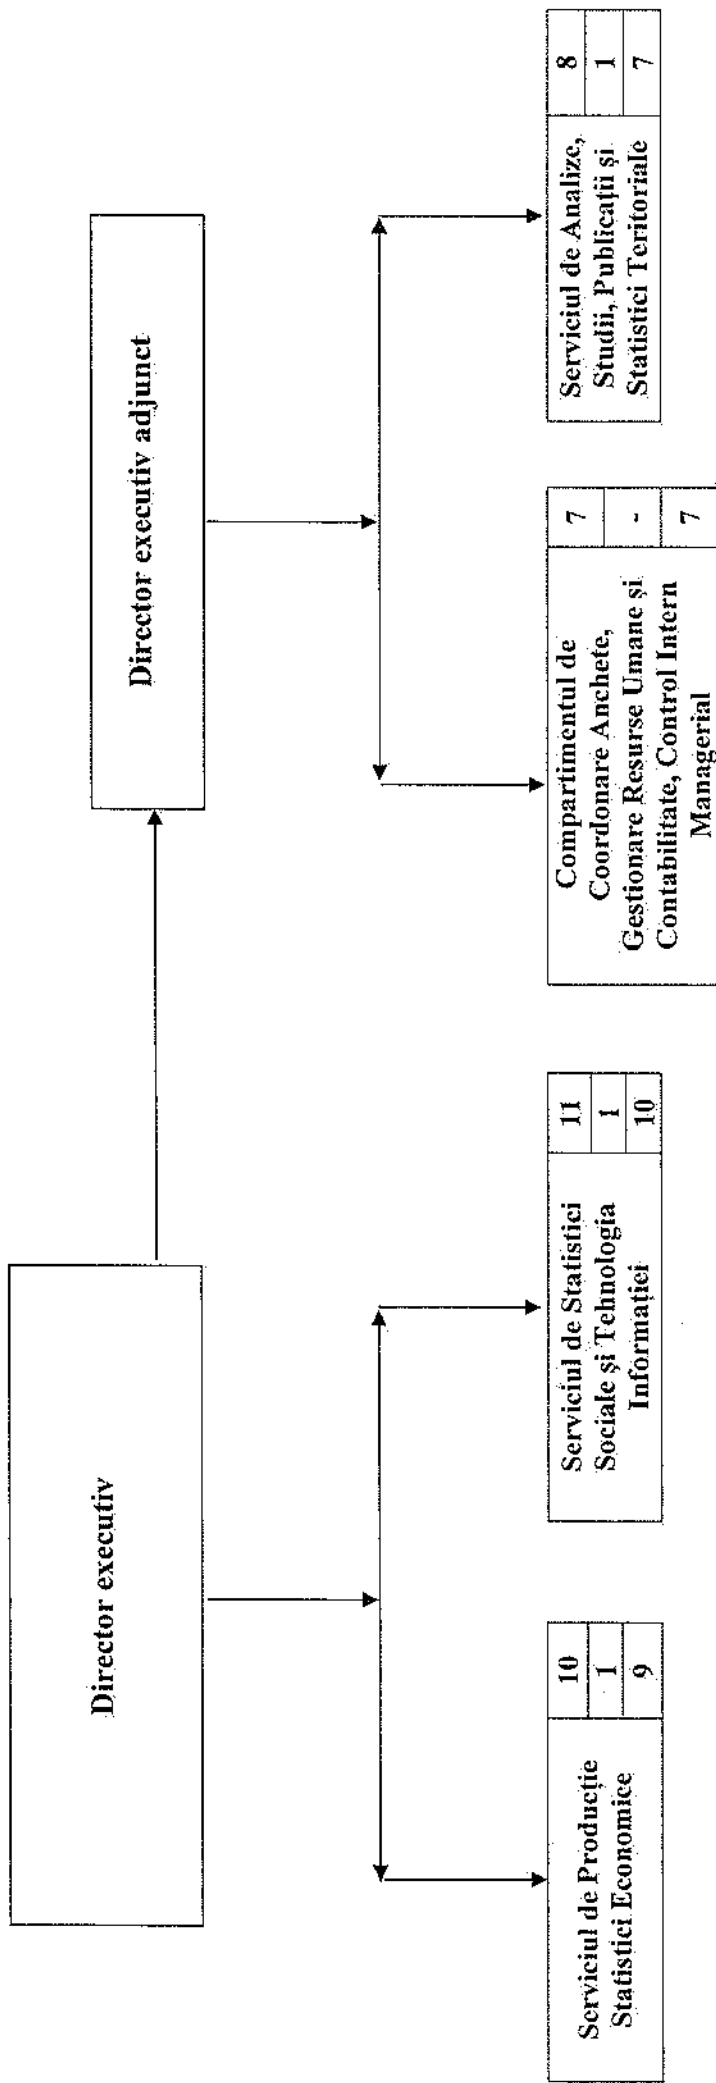 Director executiv
Director executiv adjunct
Serviciul de Producție
Statistici Economice
10
1
9
Serviciul de Statistici
Sociale și Tehnologia
Informației
11
1
10
Compartimentul de
Coordonare Anchete,
Gestionare Resurse Umane și
Contabilitate, Control Intern
Managerial
7
-
7
Serviciul de Analize,
Studii, Publicații și
Statistici Teritoriale
8
1
7